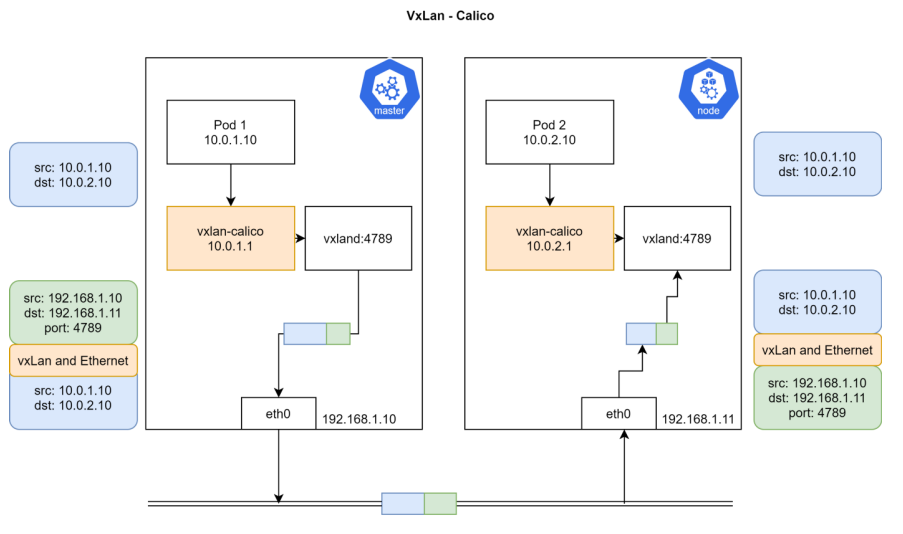 VxLan - Calico
src: 10.0.1.10
dst: 10.0.2.10
src: 192.168.1.10
dst: 192.168.1.11
port: 4789
vxLan and Ethernet
src: 10.0.1.10
dst: 10.0.2.10
master
Pod 1
10.0.1.10
vxlan-calico
10.0.1.1
vxland:4789
eth0
192.168.1.10
node
Pod 2
10.0.2.10
vxlan-calico
10.0.2.1
vxland:4789
eth0
192.168.1.11
src: 10.0.1.10
dst: 10.0.2.10
src: 10.0.1.10
dst: 10.0.2.10
vxLan and Ethernet
src: 192.168.1.10
dst: 192.168.1.11
port: 4789